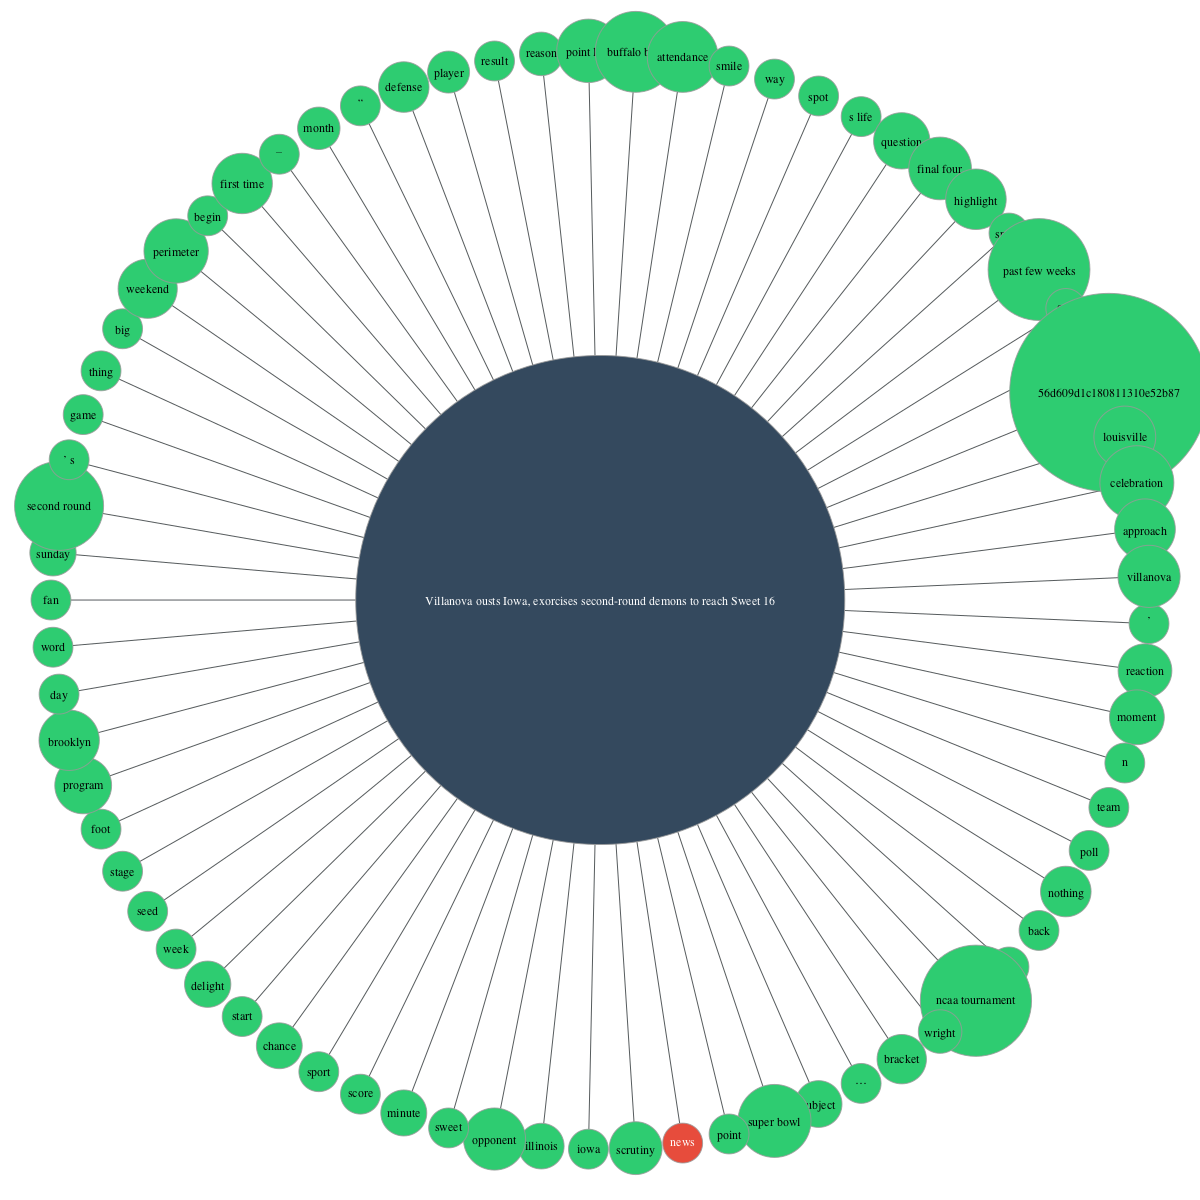 reason
buffalo b
attendance
smile
result
player
way
defense
spot
..
s life
month
question
–
final four
first time
highlight
begin
perimeter
past few weeks
weekend
big
thing
56d609d1c180811310e52b87
game
louisville
` s
celebration
second round
approach
sunday
villanova
fan
Villanova ousts Iowa, exorcises second-round demons to reach Sweet 16
word
reaction
day
moment
brooklyn
n
program
team
foot
poll
stage
nothing
seed
back
week
delight
ncaa tournament
start
wright
chance
bracket
sport
...
score
minute
super bowl
sweet
point
opponent
illinois
news
iowa
scrutiny